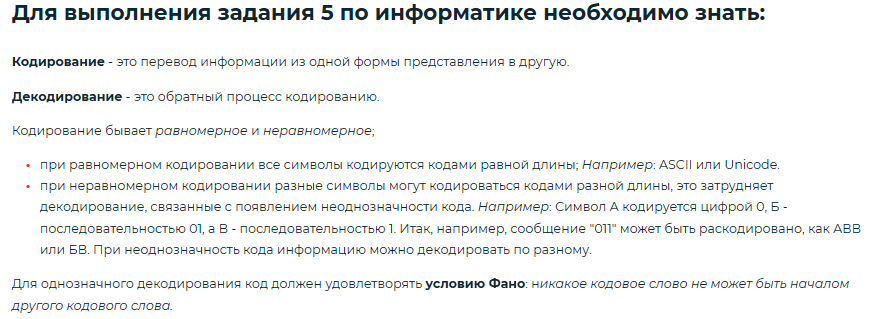 Для выполнения задания 5 по информатике необходимо знать:
Кодирование - это перевод информации из одной формы представления в другую.
Декодирование - это обратный процесс кодированию.
Кодирование бывает равномерное и неравномерное;
• при равномерном кодировании все символы кодируются кодами равной длины; Например: ASCII или Unicode.
• при неравномерном кодировании разные символы могут кодироваться кодами разной длины, это затрудняет
декодирование, связанные с появлением неоднозначности кода. Например: Символ А кодируется цифрой 0, Б -
последовательностью 01, а В - последовательностью 1. Итак, например, сообщение "011" может быть раскодировано, как АВВ
или БВ. При неоднозначность кода информацию можно декодировать по разному.
Для однозначного декодирования код должен удовлетворять условию Фано: никакое кодовое слово не может быть началом
другого кодового слова.